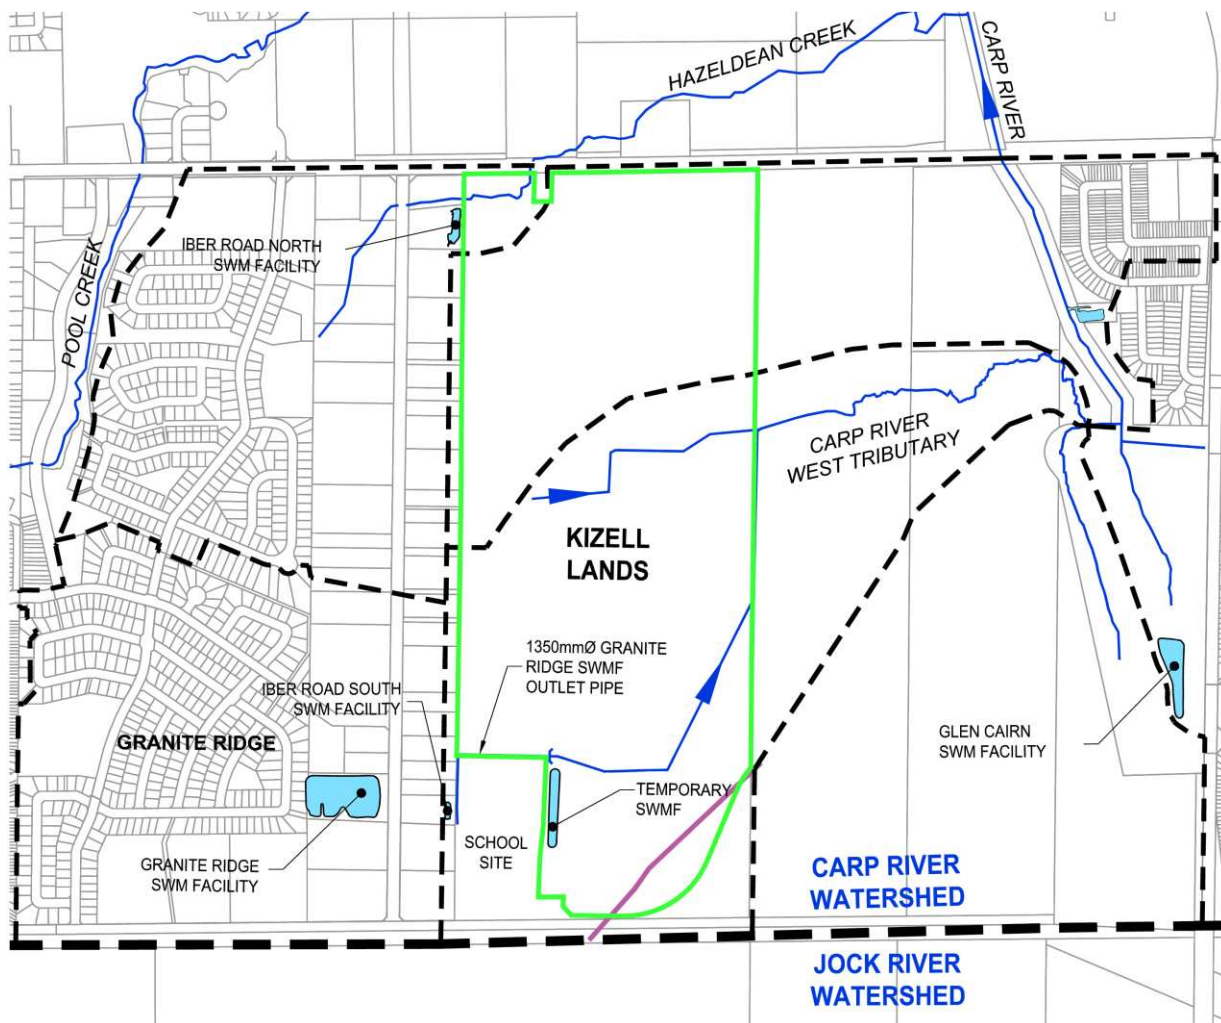 HAZELDEAN CREEK
CARP RIVER
POOL CREEK
IBER ROAD NORTH
SWM FACILITY
CARP RIVER
WEST TRIBUTARY
KIZELL
LANDS
1350mmØ GRANITE
RIDGE SWMF
OUTLET PIPE
IBER ROAD SOUTH
SWM FACILITY
GRANITE RIDGE
GLEN CAIRN
SWM FACILITY
TEMPORARY
SWMF
SCHOOL
SITE
GRANITE RIDGE
SWM FACILITY
CARP RIVER
WATERSHED
JOCK RIVER
WATERSHED